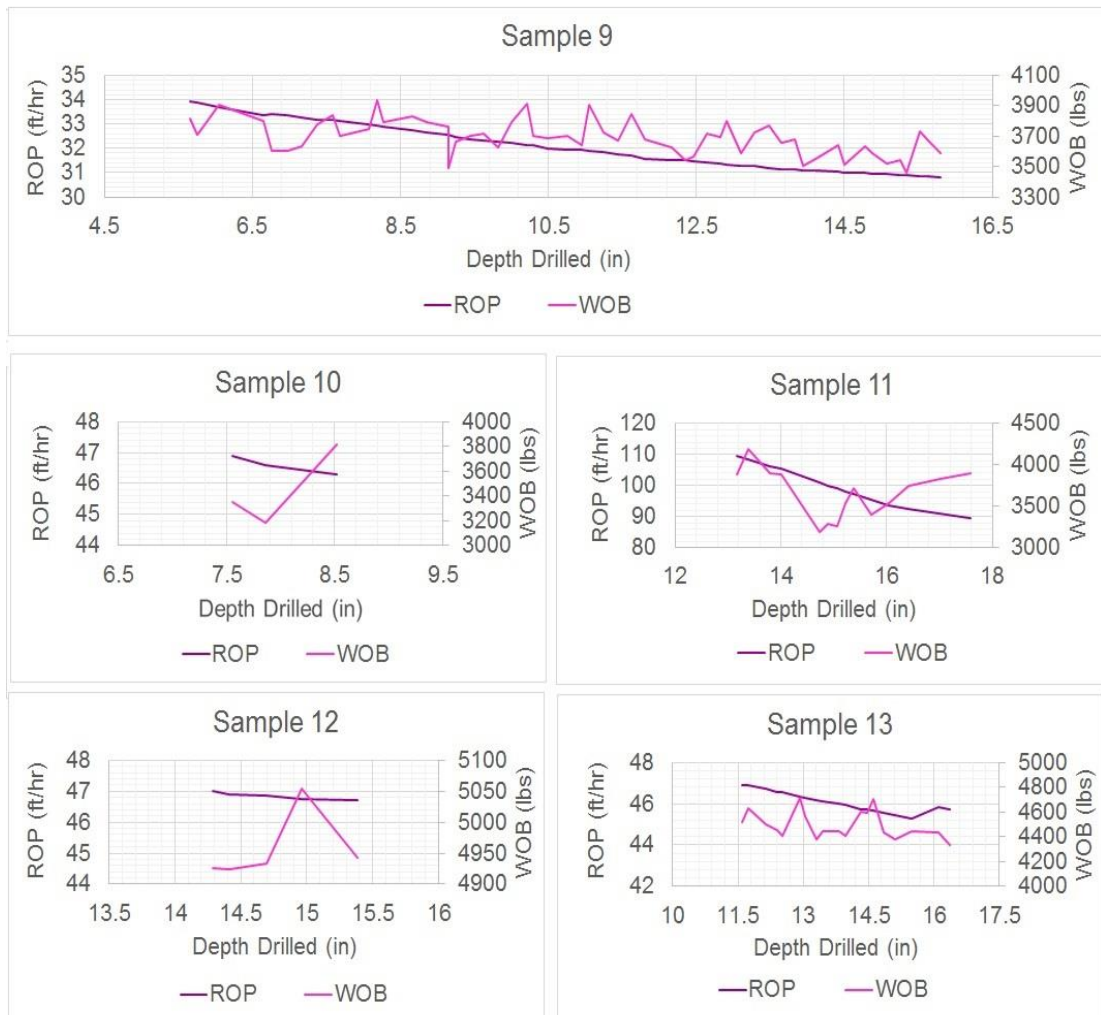 Sample 9
ROP (ft/hr)
35
34
33
32
31
30
4100
3900
3700
3500
3300
WOB (lbs)
4.5 6.5 8.5 10.5 12.5 14.5 16.5
Depth Drilled (in)
ROP WOB
Sample 10
ROP (ft/hr)
48
47
46
45
44
4000
3800
3600
3400
3200
3000
WOB (lbs)
6.5 7.5 8.5 9.5
Depth Drilled (in)
ROP WOB
Sample 11
ROP (ft/hr)
120
110
100
90
80
4500
4000
3500
3000
WOB (lbs)
12 14 16 18
Depth Drilled (in)
ROP WOB
Sample 12
ROP (ft/hr)
48
47
46
45
44
5100
5050
5000
4950
4900
WOB (lbs)
13.5 14 14.5 15 15.5 16
Depth Drilled (in)
ROP WOB
Sample 13
ROP (ft/hr)
48
46
44
42
5000
4800
4600
4400
4200
4000
WOB (lbs)
10 11.5 13 14.5 16 17.5
Depth Drilled (in)
ROP WOB